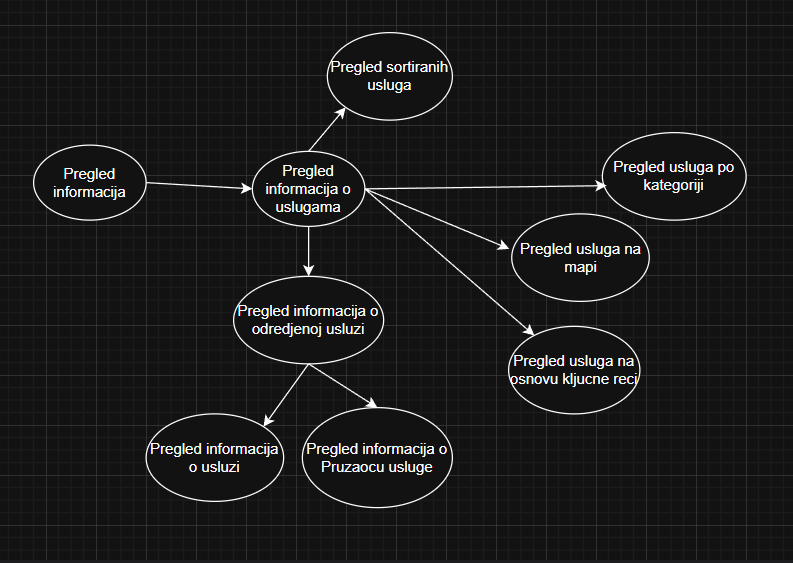 Pregled sortiranih
usluga
Pregled
informacija
Pregled
informacija o
uslugama
Pregled usluga po
kategoriji
Pregled usluga na
mapi
Pregled informacija o
odredjenoj usluzi
Pregled usluga na
osnovu kljucne reci
Pregled informacija
o usluzi
Pregled informacija o
Pruzaocu usluge